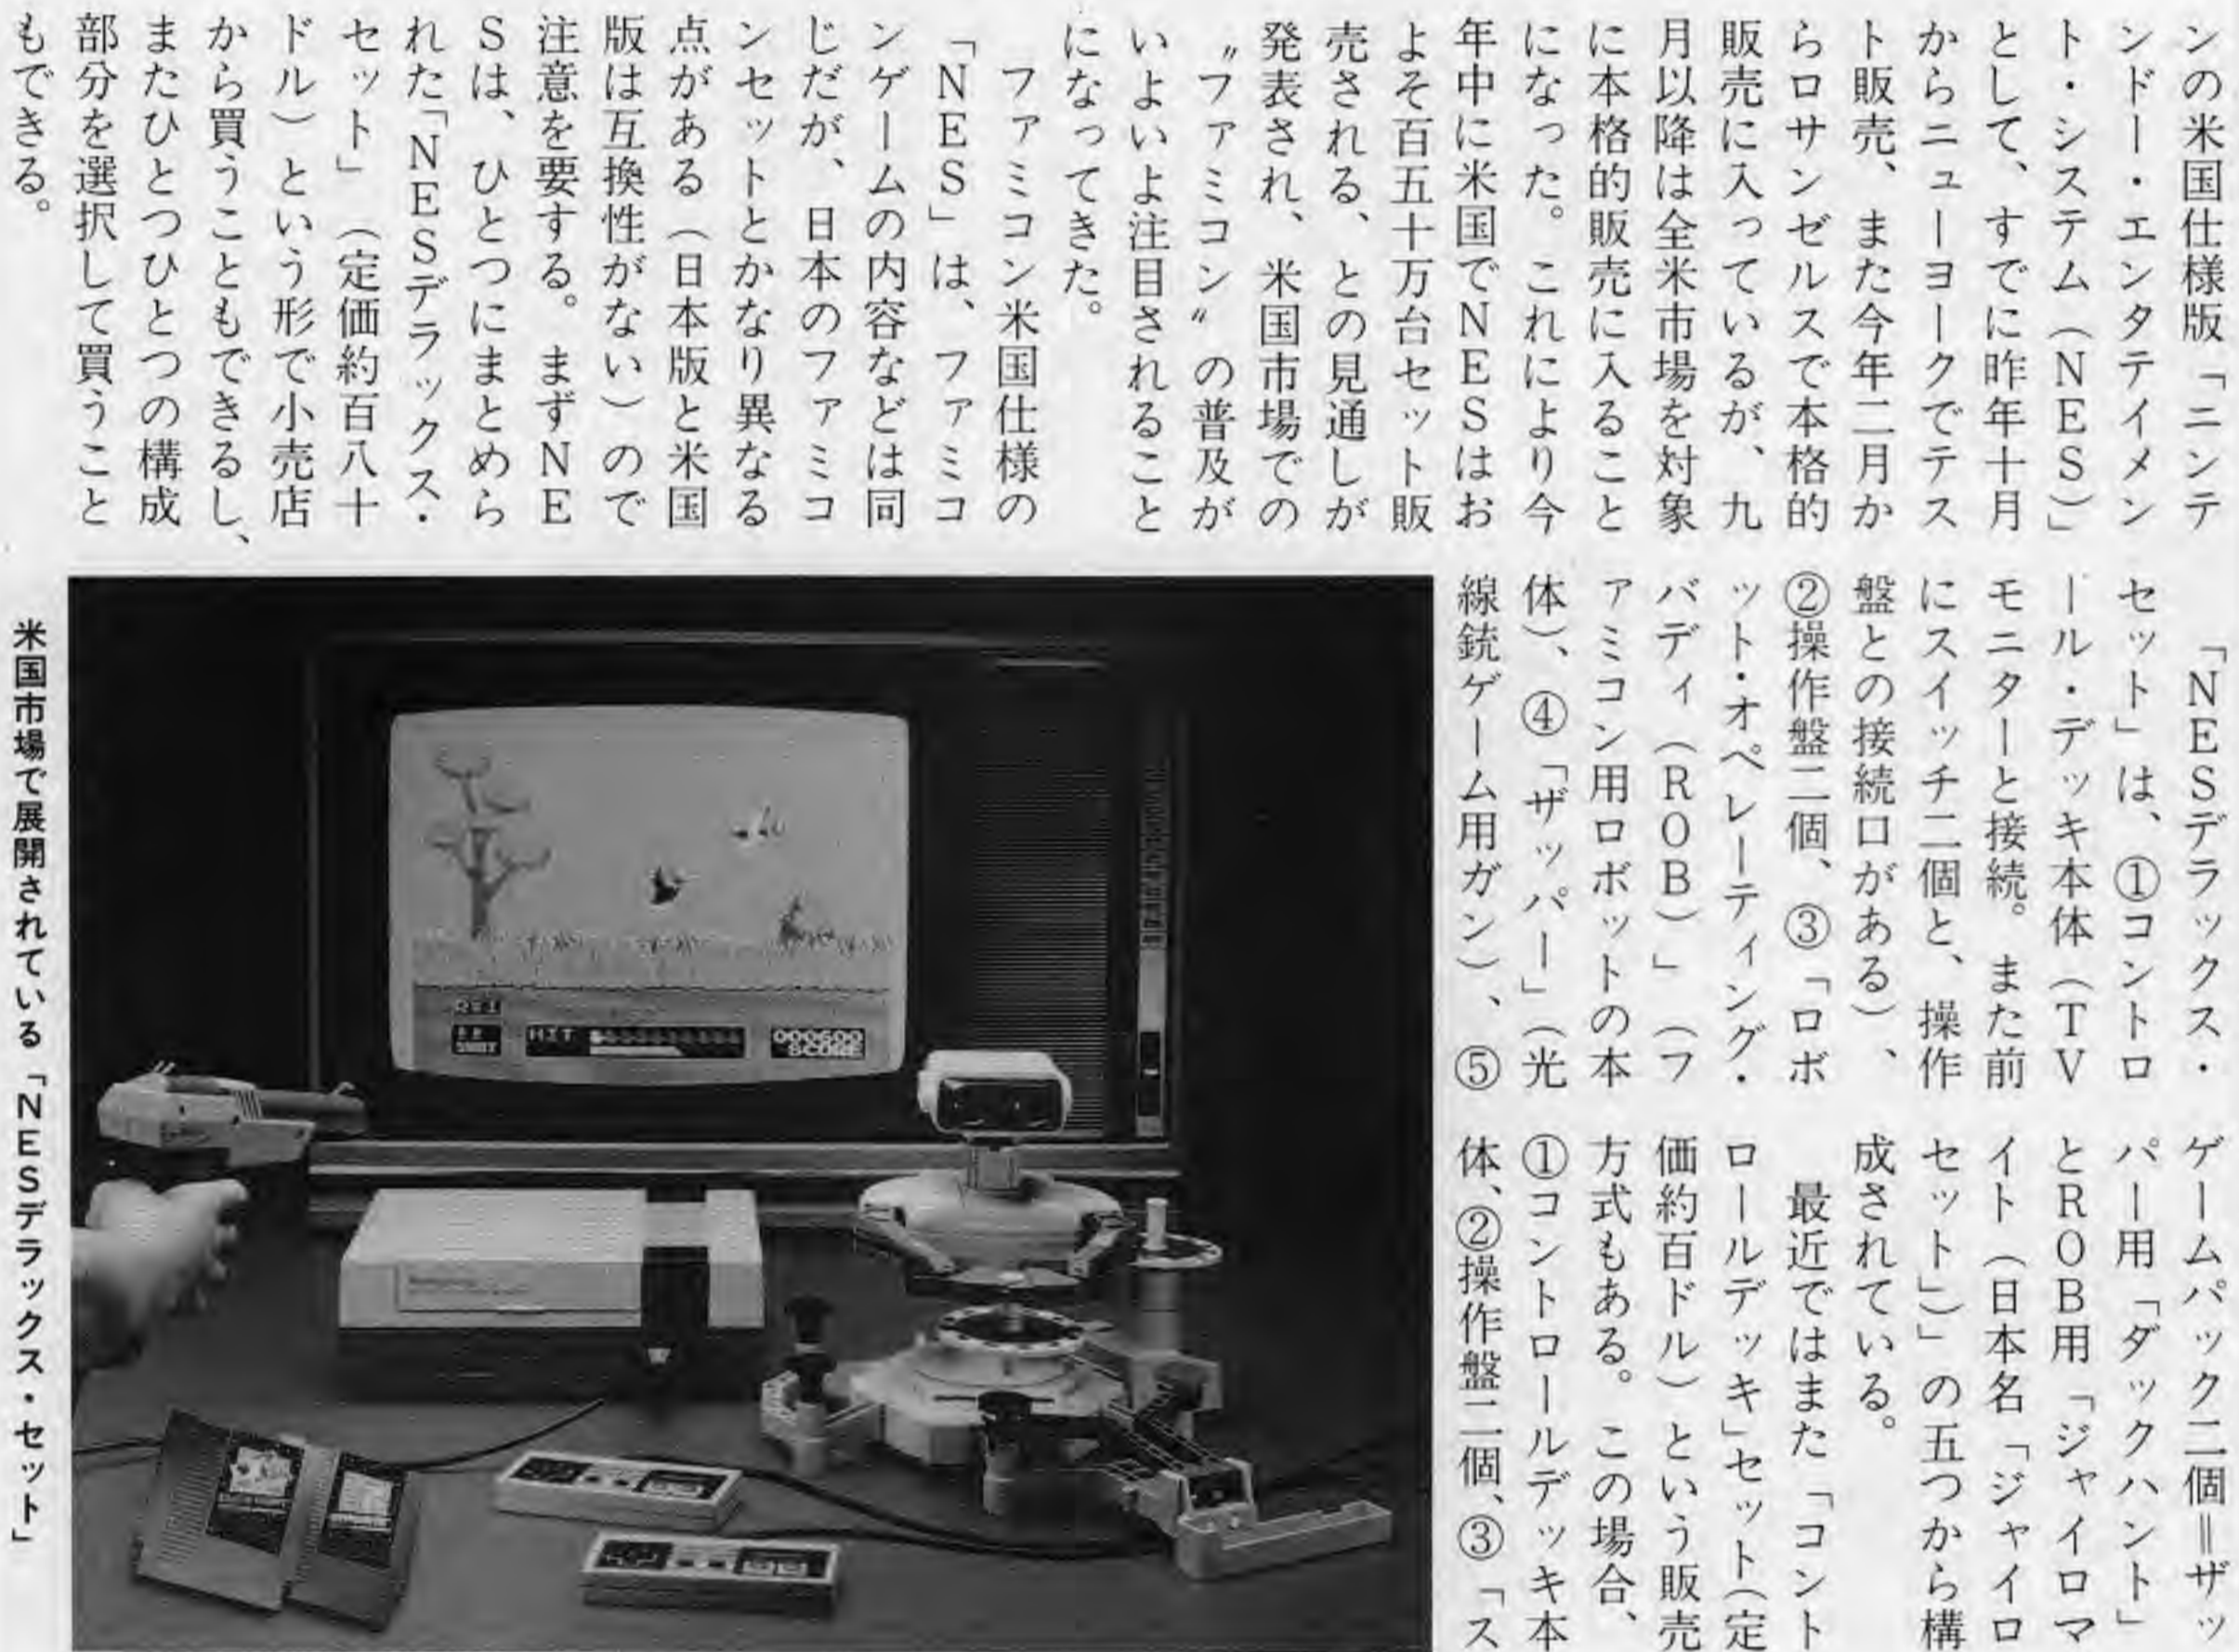 ンの米国仕様版「ニンテ
ンドー・エンタテイメン
ト・システム（ＮＥＳ）」
として、すでに昨年十月
からニューヨークでテス
ト販売、また今年二月か
らロサンゼルスで本格的
販売に入っているが、九
月以降は全米市場を対象
に本格的販売に入ること
になった。これにより今
年中に米国でＮＥＳはお
よそ百五十万台セット販
売される、との見通しが
発表され、米国市場での
〝ファミコン〟の普及が
いよいよ注目されること
になってきた。
ファミコン米国仕様の
「ＮＥＳ」は、ファミコ
ンゲームの内容などは同
じだが、日本のファミコ
ンセットとかなり異なる
点がある（日本版と米国
版は互換性がない）ので
注意を要する。まずＮＥ
Ｓは、ひとつにまとめら
れた「ＮＥＳデラックス・
セット」（定価約百八十
ドル）という形で小売店
から買うこともできるし、
またひとつひとつの構成
部分を選択して買うこと
もできる。
「ＮＥＳデラックス・
セット」は、①コントロ
ール・デッキ本体（ＴＶ
モニターと接続。また前
にスイッチ二個と、操作
盤との接続口がある）、
②操作盤二個、③「ロボ
ット・オペレーティング・
バディ（ＲＯＢ）」（フ
ァミコン用ロボットの本
体）、④「ザッパー」（光
線銃ゲーム用ガン）、⑤
ゲームパック二個＝ザッ
パー用「ダックハント」
とＲＯＢ用「ジャイロマ
イト（日本名「ジャイロ
セット」）」の五つから構
成されている。
最近ではまた「コント
ロールデッキ」セット（定
価約百ドル）という販売
方式もある。この場合、
①コントロールデッキ本
体、②操作盤二個、③「ス
米国市場で展開されている「ＮＥＳデラックス・セット」
SHOT
HIT
000600
SCORE